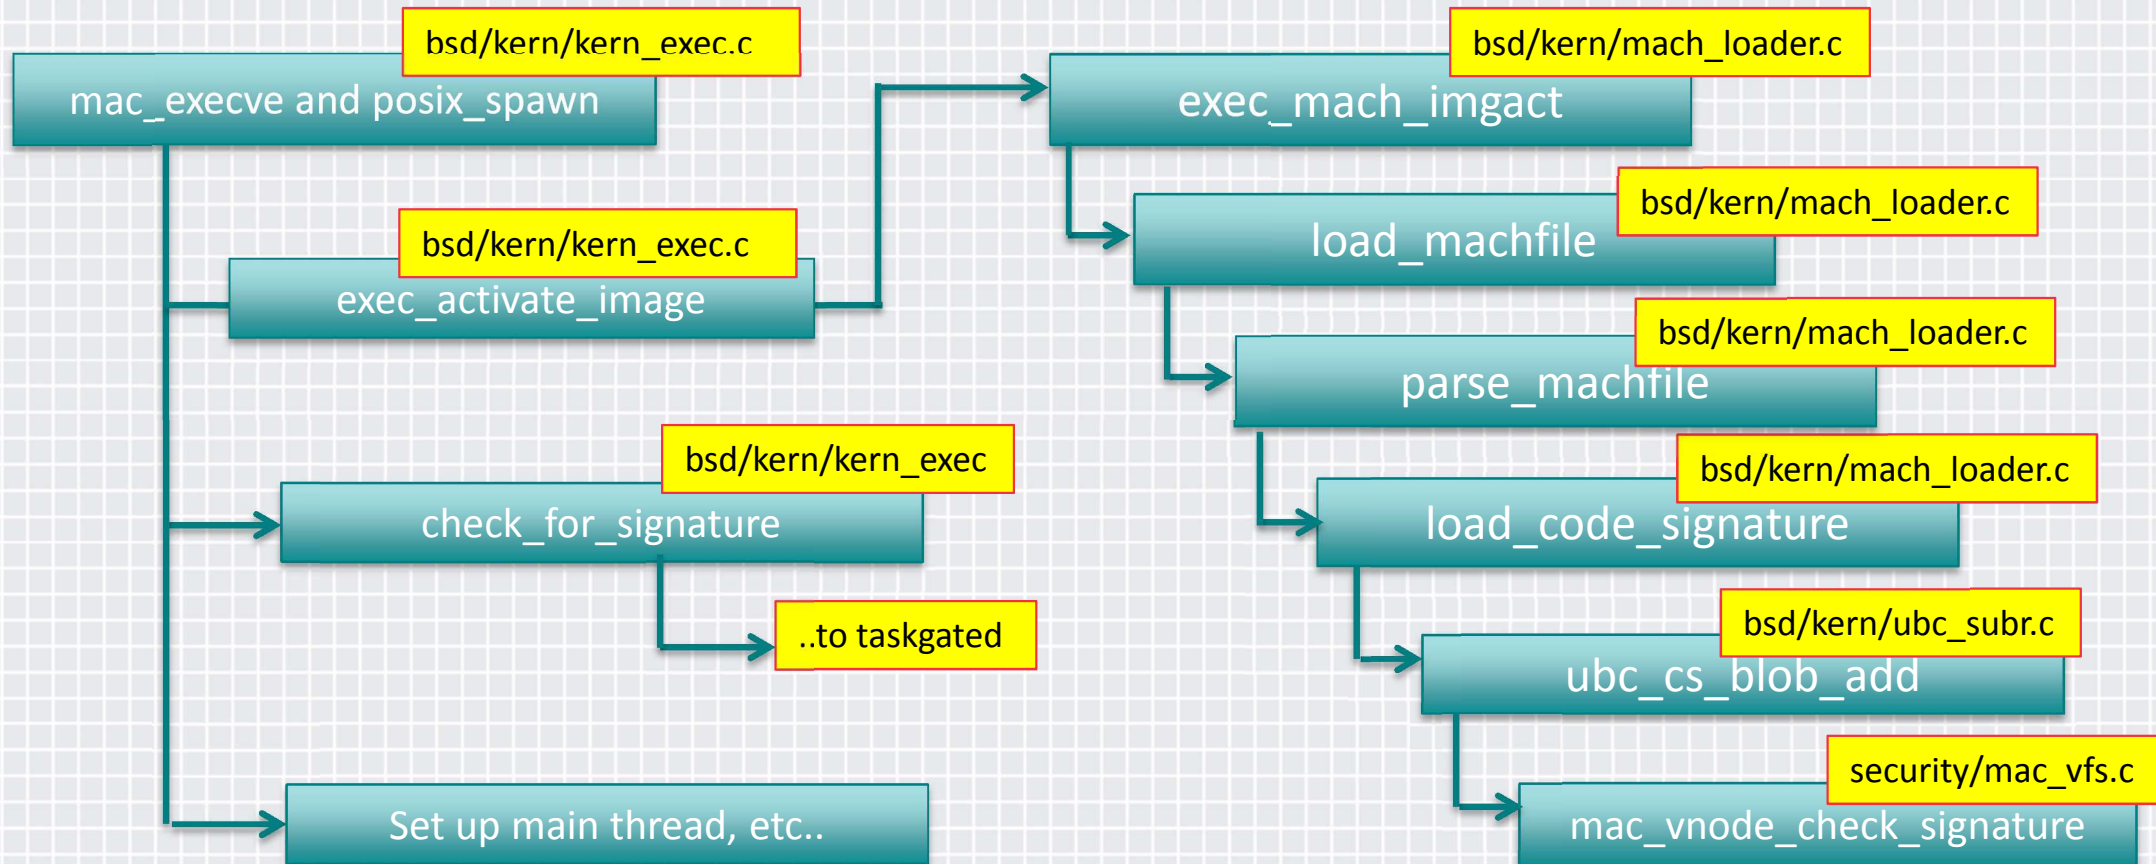 bsd/kern/kern_exec.c
mac_execve and posix_spawn
bsd/kern/kern_exec.c
exec_activate_image
bsd/kern/kern_exec
check_for_signature
..to taskgated
Set up main thread, etc..
bsd/kern/mach_loader.c
exec_mach_imgact
bsd/kern/mach_loader.c
load_machfile
bsd/kern/mach_loader.c
parse_machfile
bsd/kern/mach_loader.c
load_code_signature
bsd/kern/ubc_subr.c
ubc_cs_blob_add
security/mac_vfs.c
mac_vnode_check_signature